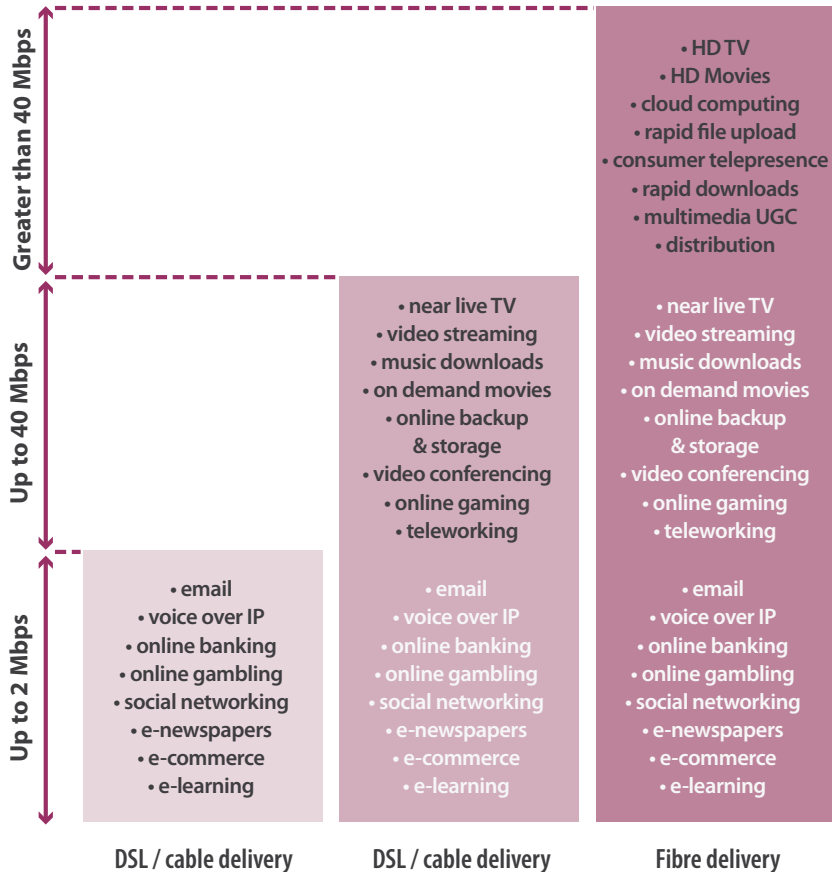 Greater than 40 Mbps
• HD TV
• HD Movies
• cloud computing
• rapid file upload
• consumer telepresence
• rapid downloads
• multimedia UGC
• distribution
Up to 40 Mbps
• near live TV
• video streaming
• music downloads
• on demand movies
• online backup
& storage
• video conferencing
• online gaming
• teleworking
• near live TV
• video streaming
• music downloads
• on demand movies
• online backup
& storage
• video conferencing
• online gaming
• teleworking
Up to 2 Mbps
• email
• voice over IP
• online banking
• online gambling
• social networking
• e-newspapers
• e-commerce
• e-learning
• email
• voice over IP
• online banking
• online gambling
• social networking
• e-newspapers
• e-commerce
• e-learning
• email
• voice over IP
• online banking
• online gambling
• social networking
• e-newspapers
• e-commerce
• e-learning
DSL / cable delivery
DSL / cable delivery
Fibre delivery